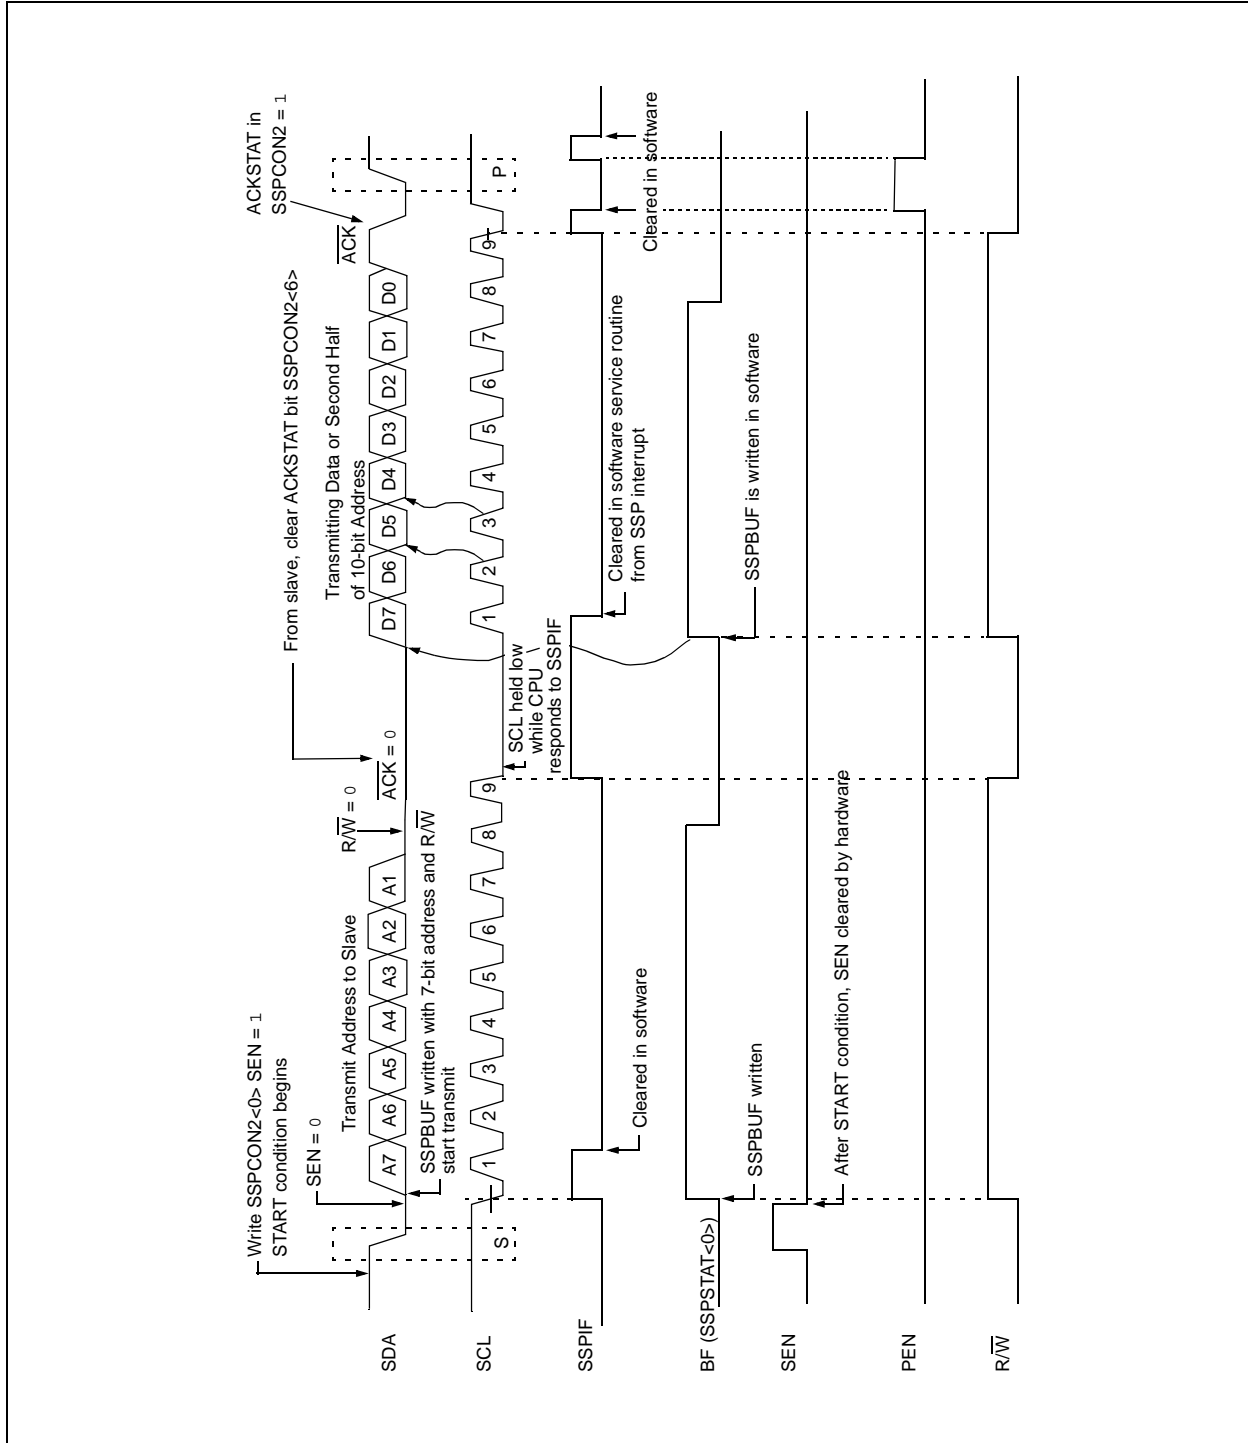 Write SSPCON2<0> SEN = 1
START condition begins
SEN = 0
Transmit Address to Slave
R/W = 0
From slave, clear ACKSTAT bit SSPCON2<6>
ACK = 0
Transmitting Data or Second Half
of 10-bit Address
ACKSTAT in
SSPCON2 = 1
ACK
SDA
A7 A6 A5 A4 A3 A2 A1 D7 D6 D5 D4 D3 D2 D1 D0
SSPBUF written with 7-bit address and R/W
start transmit
SCL
S 1 2 3 4 5 6 7 8 9 1 2 3 4 5 6 7 8 9 P
SCL held low
while CPU
responds to SSPIF
SSPIF
Cleared in software
Cleared in software service routine
from SSP interrupt
Cleared in software
BF (SSPSTAT<0>)
SSPBUF written
SSPBUF is written in software
SEN
After START condition, SEN cleared by hardware
PEN
R/W